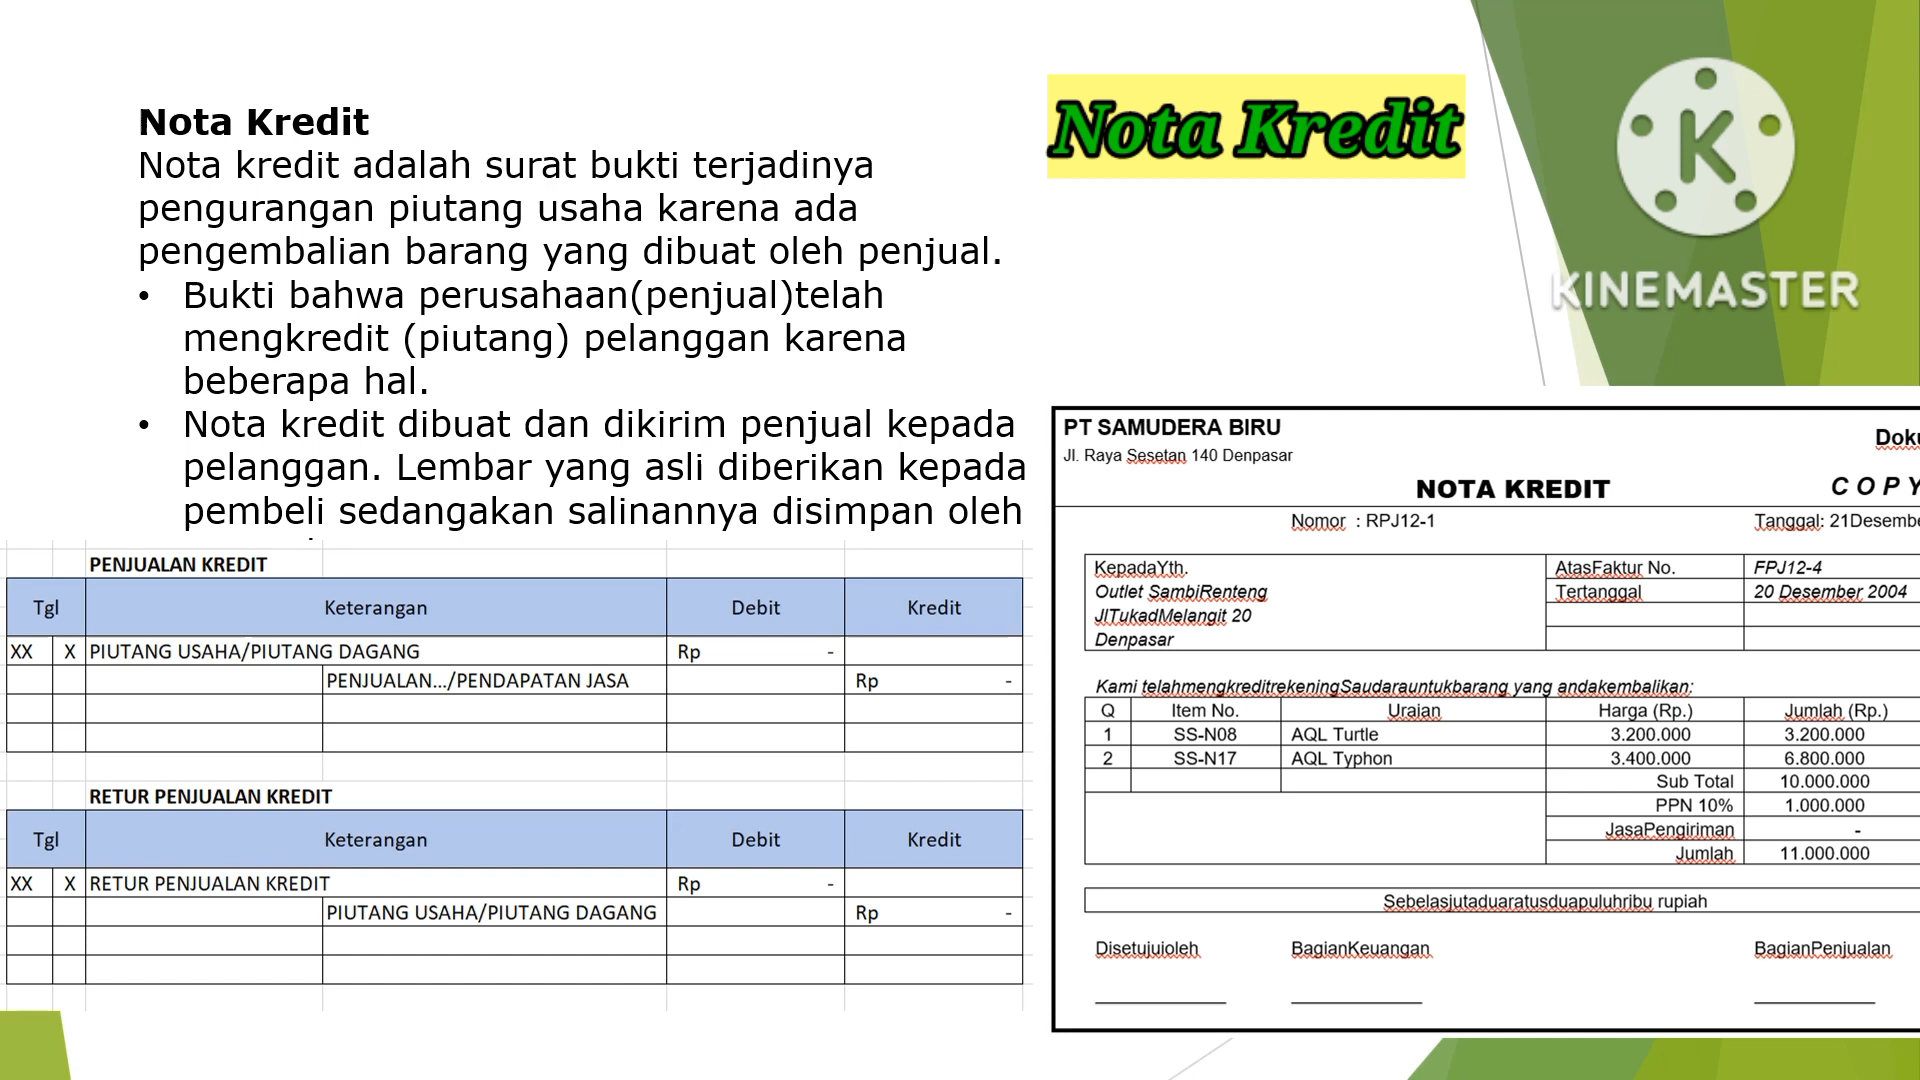 Nota Kredit
Nota kredit adalah surat bukti terjadinya
pengurangan piutang usaha karena ada
pengembalian barang yang dibuat oleh penjual.
• Bukti bahwa perusahaan(penjual)telah
mengkredit (piutang) pelanggan karena
beberapa hal.
• Nota kredit dibuat dan dikirim penjual kepada
pelanggan. Lembar yang asli diberikan kepada
pembeli sedangakan salinannya disimpan oleh
Nota Kredit
K
KINEMASTER
PENJUALAN KREDIT
Tgl Keterangan Debit Kredit
XX X PIUTANG USAHA/PIUTANG DAGANG Rp -
PENJUALAN.../PENDAPATAN JASA Rp -
RETUR PENJUALAN KREDIT
Tgl Keterangan Debit Kredit
XX X RETUR PENJUALAN KREDIT Rp -
PIUTANG USAHA/PIUTANG DAGANG Rp -
PT SAMUDERA BIRU
Doku
Jl. Raya Sesetan 140 Denpasar
NOTA KREDIT COPY
Nomor : RPJ12-1 Tanggal: 21Desembe
KepadaYth. AtasFaktur No. FPJ12-4
Outlet SambiRenteng Tertanggal 20 Desember 2004
JlTukadMelangit 20
Denpasar
Kami telahmengkreditrekeningSaudarauntukbarang yang andakembalikan:
Q Item No. Uraian Harga (Rp.) Jumlah (Rp.)
1 SS-N08 AQL Turtle 3.200.000 3.200.000
2 SS-N17 AQL Typhon 3.400.000 6.800.000
Sub Total 10.000.000
PPN 10% 1.000.000
JasaPengiriman -
Jumlah 11.000.000
Sebelasjutaduaratusduapuluhribu rupiah
Disetujuioleh BagianKeuangan BagianPenjualan